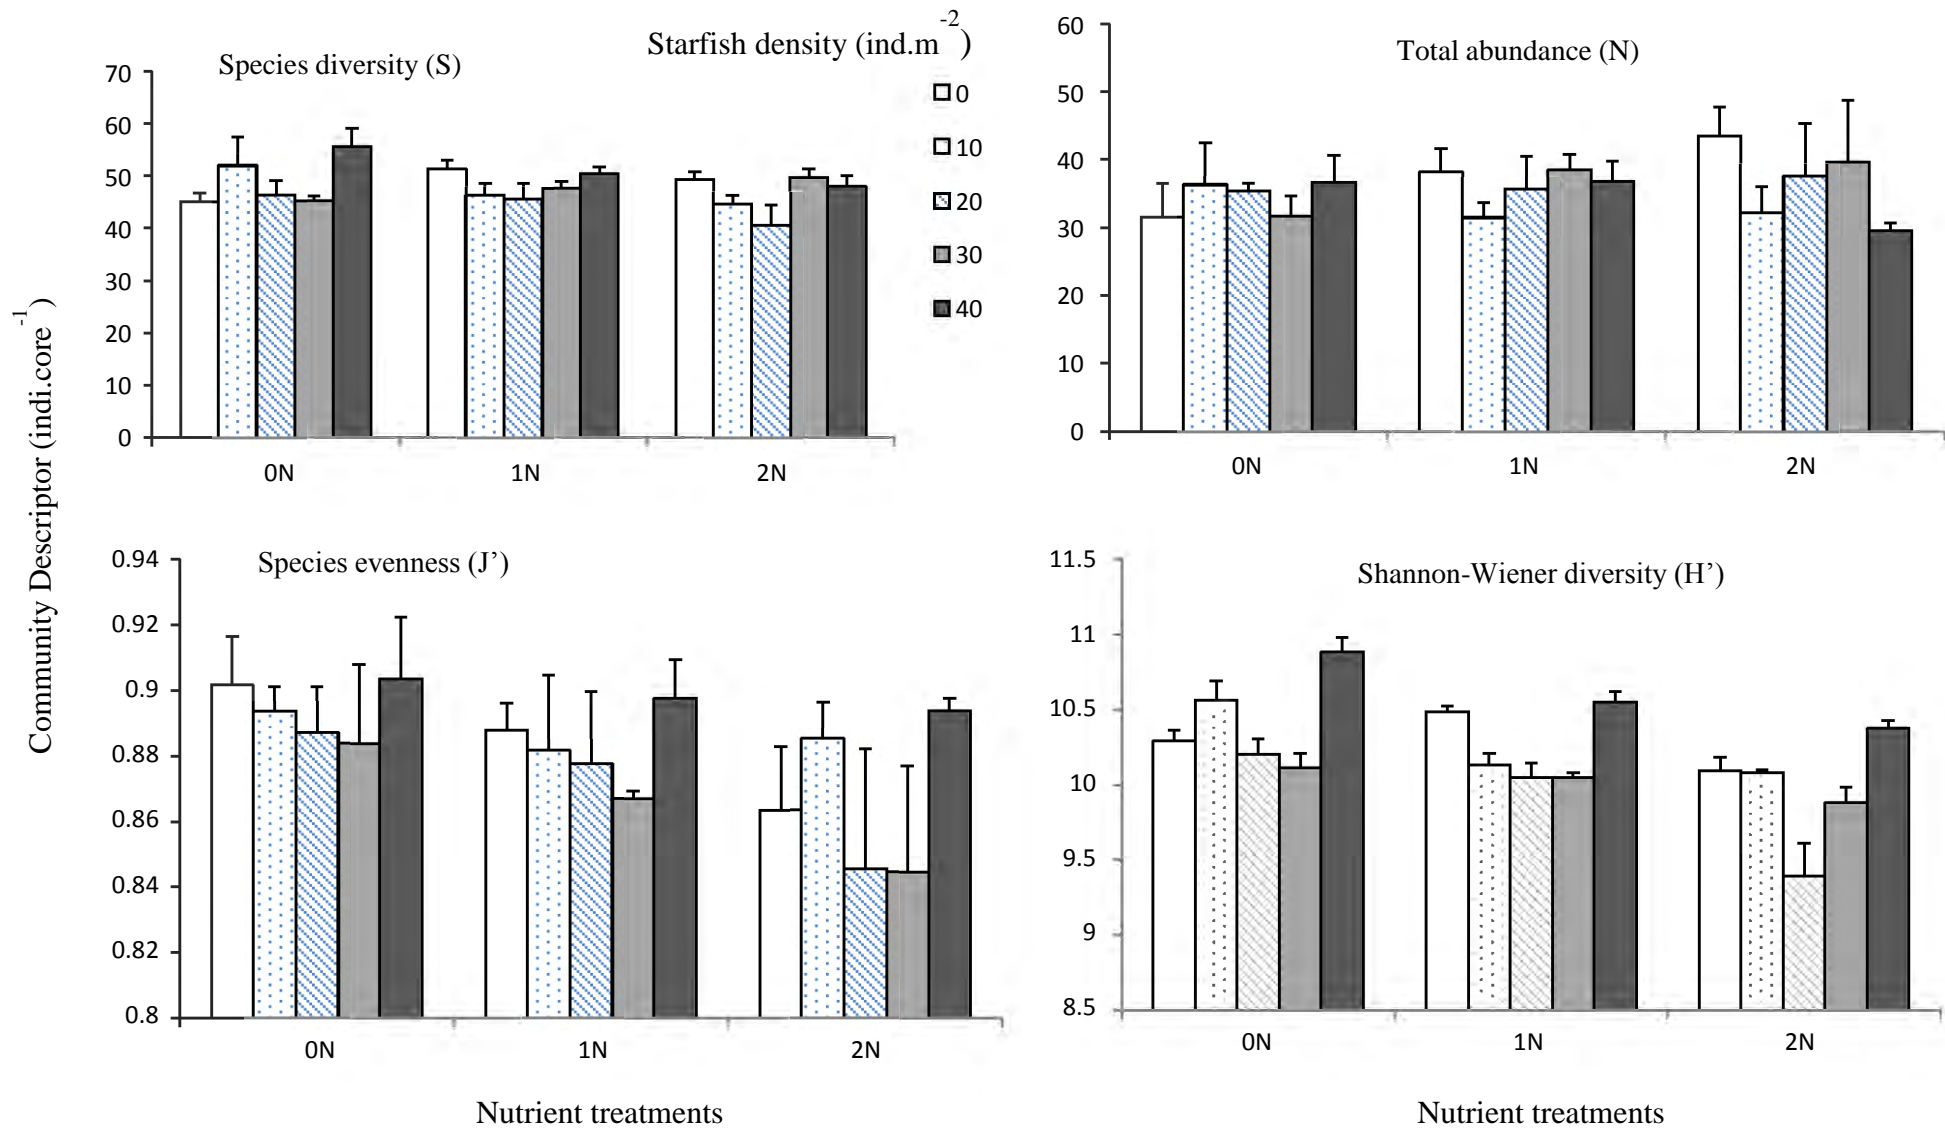 Species diversity (S)
Starfish density (ind.m-2)
0
10
20
30
40
70
60
50
40
30
20
10
0
0N
1N
2N
Total abundance (N)
60
50
40
30
20
10
0
0N
1N
2N
Community Descriptor (indi.core-1)
Species evenness (J’)
0.94
0.92
0.9
0.88
0.86
0.84
0.82
0.8
0N
1N
2N
Nutrient treatments
Shannon-Wiener diversity (H’)
11.5
11
10.5
10
9.5
9
8.5
0N
1N
2N
Nutrient treatments